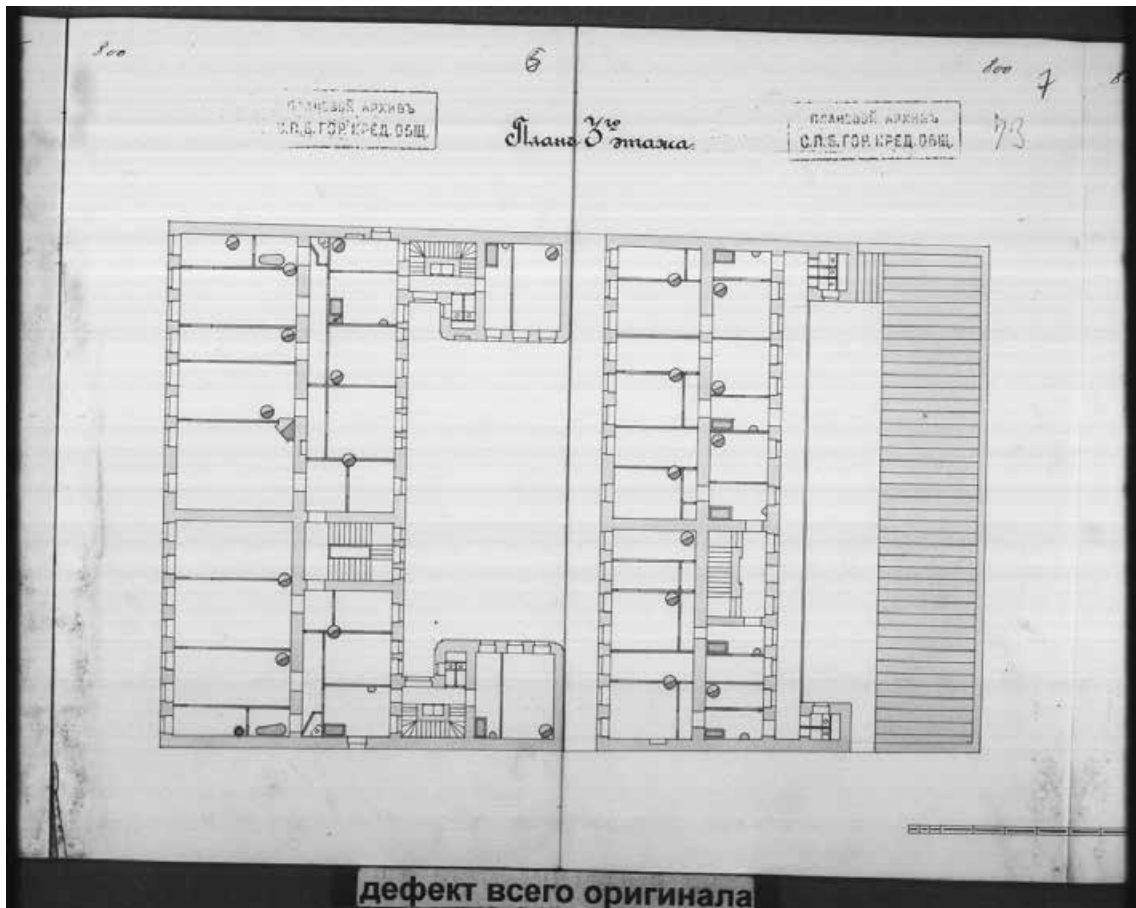 800
6
800
7
ПЛАНОВОЙ АРХИВЪ
С.П.Б. ГОР. КРЕД. ОБЩ.
Планъ 3го этажа.
ПЛАНОВОЙ АРХИВЪ
С.П.Б. ГОР. КРЕД. ОБЩ.
73
дефект всего оригинала